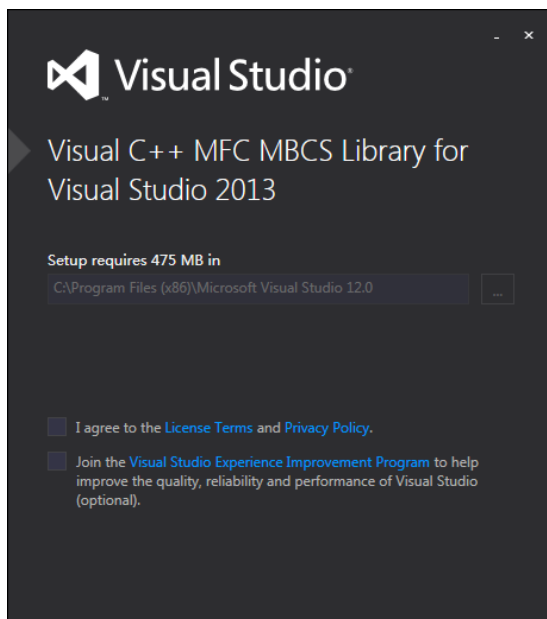 Visual Studio®
™
Visual C++ MFC MBCS Library for
Visual Studio 2013
Setup requires 475 MB in
C:\Program Files (x86)\Microsoft Visual Studio 12.0
...
I agree to the License Terms and Privacy Policy.
Join the Visual Studio Experience Improvement Program to help
improve the quality, reliability and performance of Visual Studio
(optional).